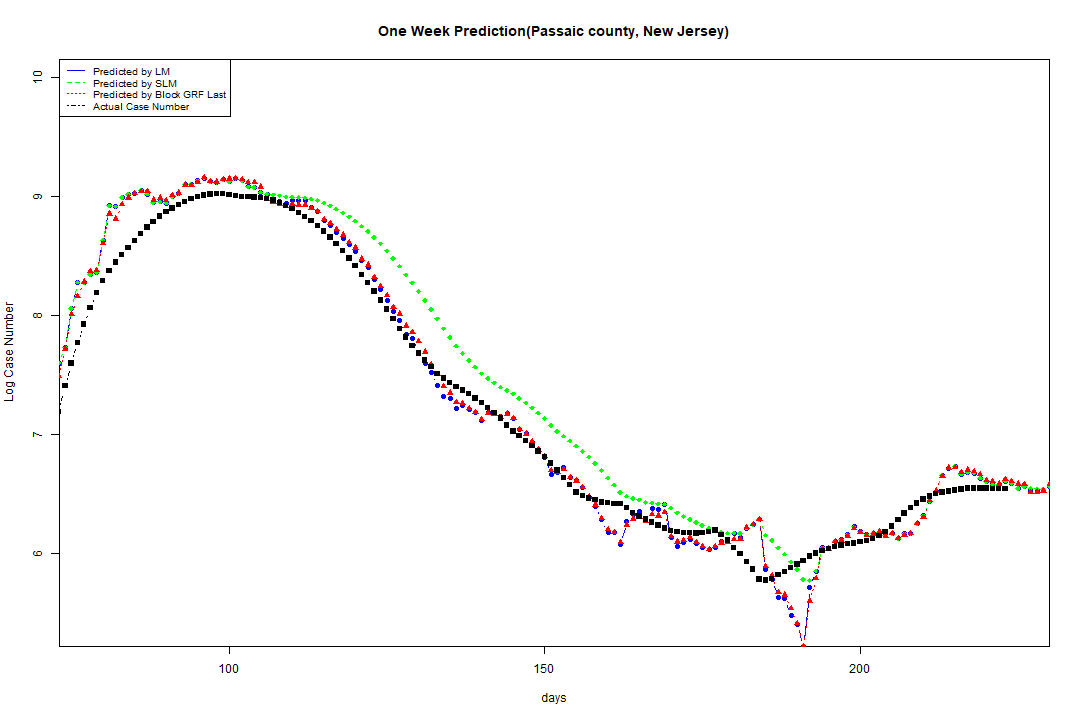 One Week Prediction(Passaic county, New Jersey)
Predicted by LM
Predicted by SLM
Predicted by Block GRF Last
Actual Case Number
10
9
8
7
6
Log Case Number
100 150 200
days